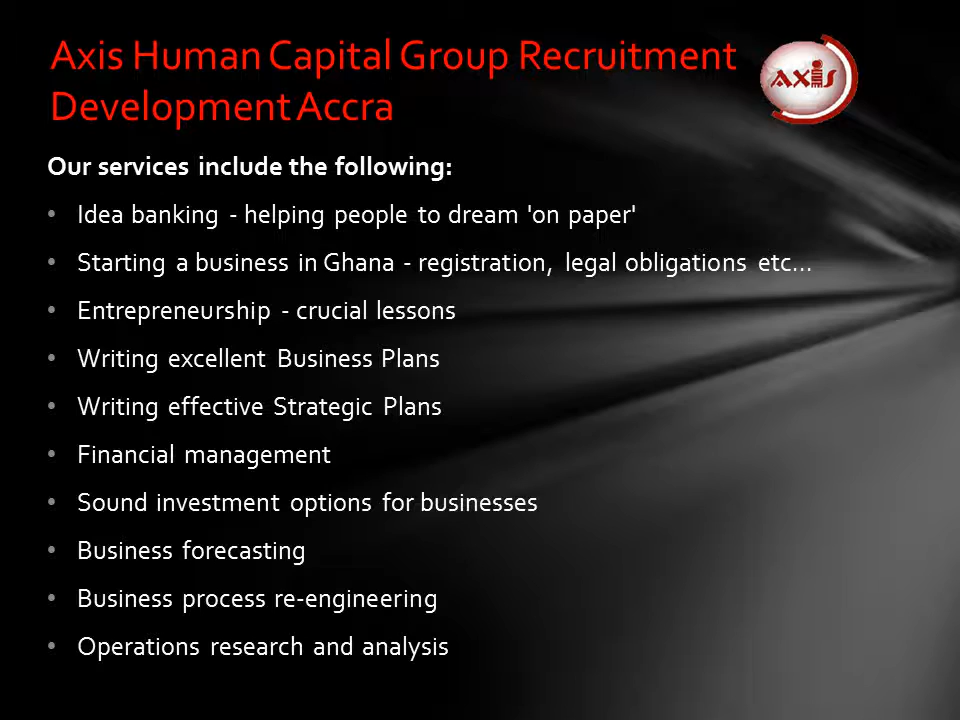 Axis Human Capital Group Recruitment
Development Accra
AXIS
Our services include the following:
• Idea banking - helping people to dream 'on paper'
• Starting a business in Ghana - registration, legal obligations etc...
• Entrepreneurship - crucial lessons
• Writing excellent Business Plans
• Writing effective Strategic Plans
• Financial management
• Sound investment options for businesses
• Business forecasting
• Business process re-engineering
• Operations research and analysis